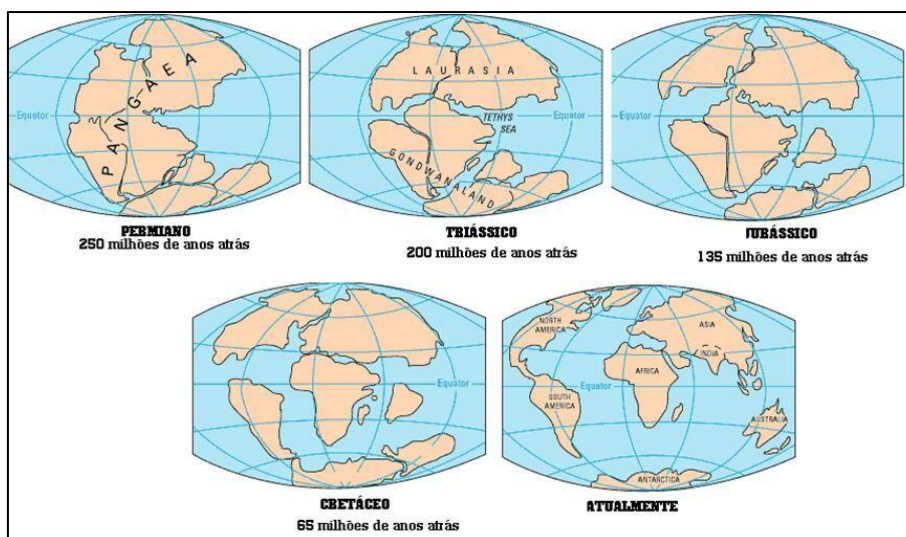 PANGAEA
Equator
PERMIANO
250 milhões de anos atrás
LAURASIA
TETHYS
SEA
GONDWANALAND
TRIÁSSICO
200 milhões de anos atrás
Equator
JURÁSSICO
135 milhões de anos atrás
Equator
CRETÁCEO
65 milhões de anos atrás
NORTH
AMERICA
ASIA
INDIA
AFRICA
Equator
SOUTH
AMERICA
AUSTRALIA
ANTARCTICA
ATUALMENTE